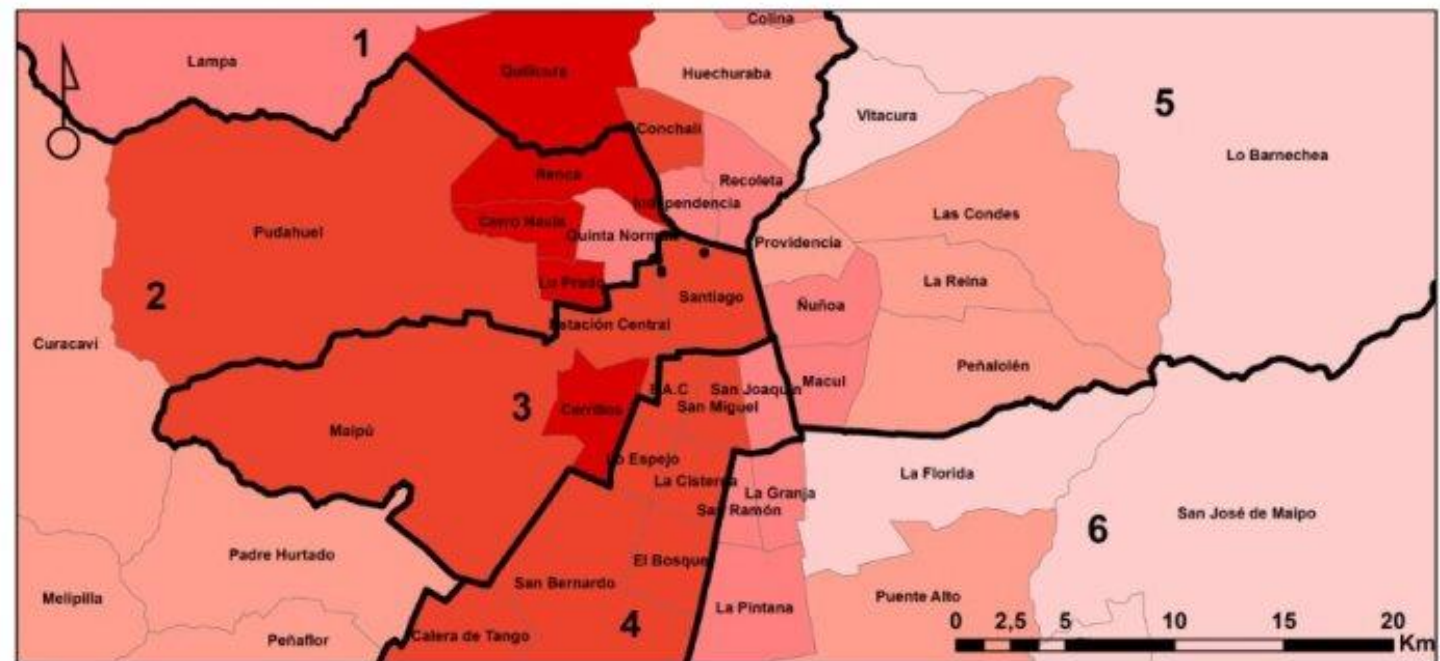 Colina
1
Lampa
Quilicura
Huechuraba
5
Vitacura
Conchalí
Lo Barnechea
Renca
Recoleta
Independencia
Las Condes
Cerro Navia
Pudahuel
Quinta Normal
Providencia
2
Lo Prado
Santiago
La Reina
Ñuñoa
Estación Central
Curacaví
Peñalolén
3
P.A.C
San Joaquín
Macul
Cerrillos
San Miguel
Maipú
Lo Espejo
La Cisterna
La Granja
La Florida
San Ramón
San José de Maipo
6
Padre Hurtado
El Bosque
San Bernardo
Melipilla
Puente Alto
La Pintana
4
Calera de Tango
Peñaflor
0 2,5 5 10 15 20
Km